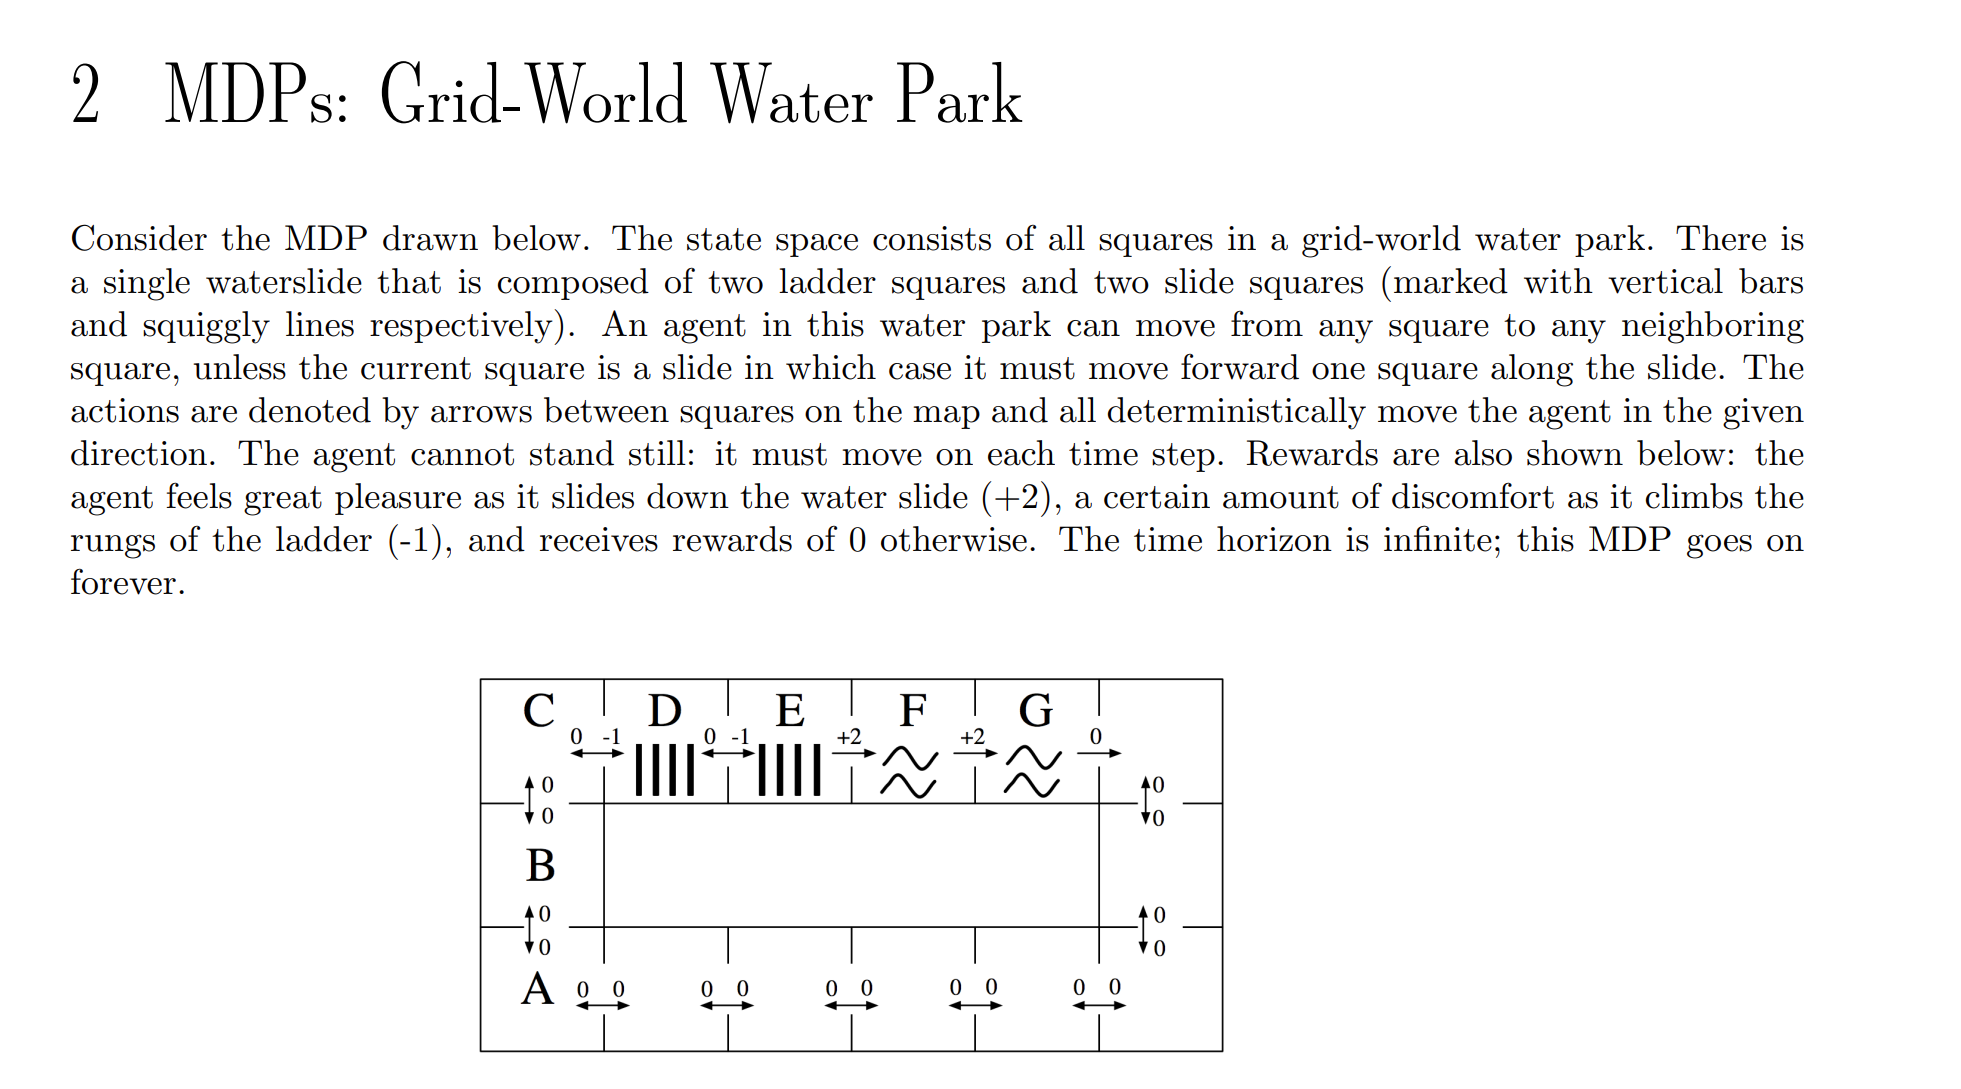 2 MDPs: Grid-World Water Park
Consider the MDP drawn below. The state space consists of all squares in a grid-world water park. There is
a single waterslide that is composed of two ladder squares and two slide squares (marked with vertical bars
and squiggly lines respectively). An agent in this water park can move from any square to any neighboring
square, unless the current square is a slide in which case it must move forward one square along the slide. The
actions are denoted by arrows between squares on the map and all deterministically move the agent in the given
direction. The agent cannot stand still: it must move on each time step. Rewards are also shown below: the
agent feels great pleasure as it slides down the water slide (+2), a certain amount of discomfort as it climbs the
rungs of the ladder (-1), and receives rewards of 0 otherwise. The time horizon is infinite; this MDP goes on
forever.
C D E F G
0 -1 0 -1 +2 +2 0
0 0
0 0
B
0 0
0 0
A 0 0 0 0 0 0 0 0 0 0